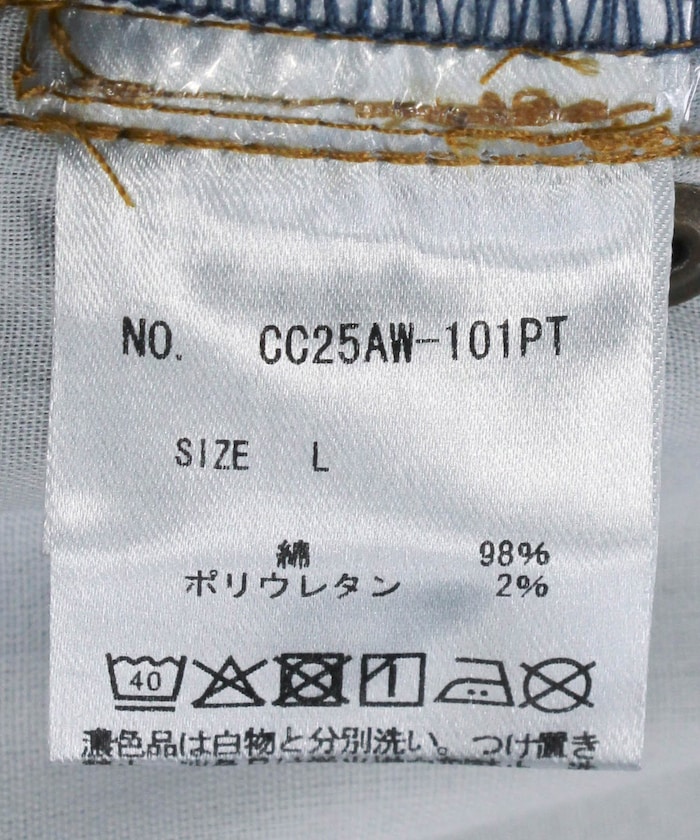 NO. CC25AW-101PT
SIZE L
綿 98%
ポリウレタン 2%
40
濃色品は白物と分別洗い。つけ置き